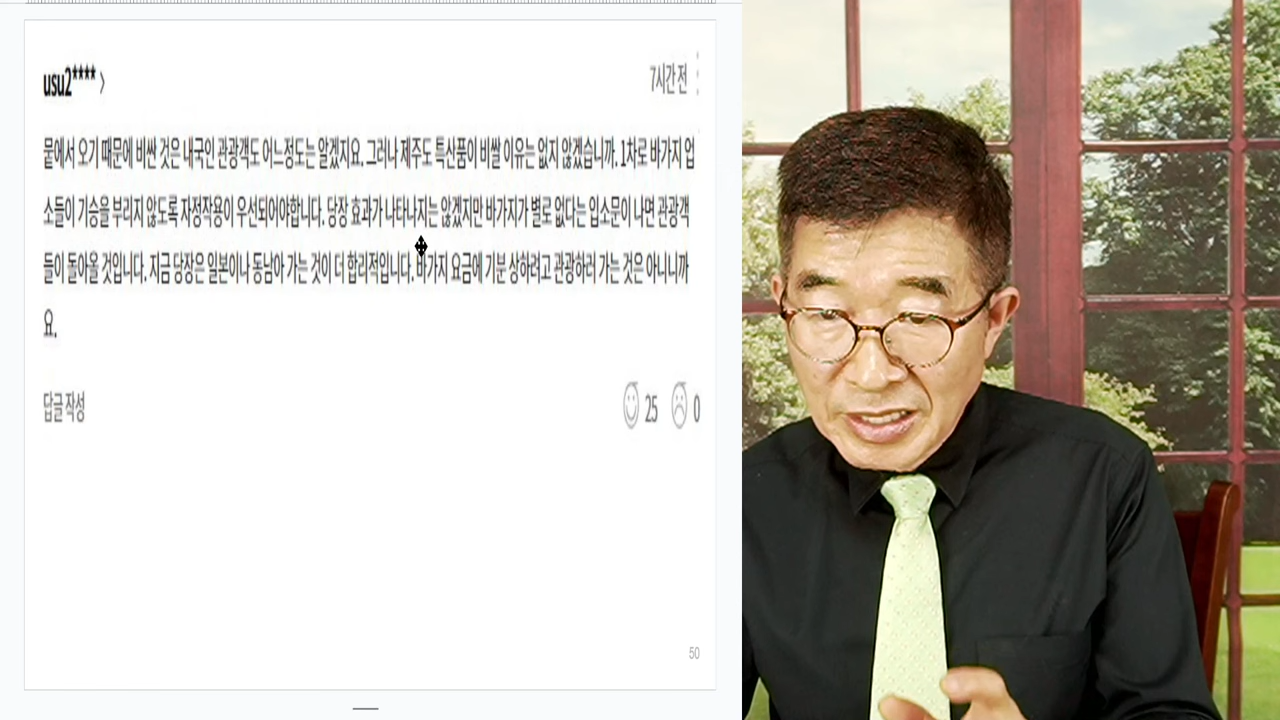 usu2**** >
7시간 전
뭍에서 오기 때문에 비싼 것은 내국인 관광객도 어느정도는 알겠지요. 그러나 제주도 특산품이 비쌀 이유는 없지 않겠습니까. 1차로 바가지 업
소들이 기승을 부리지 않도록 자정작용이 우선되어야합니다. 당장 효과가 나타나지는 않겠지만 바가지가 별로 없다는 입소문이 나면 관광객
들이 돌아올 것입니다. 지금 당장은 일본이나 동남아 가는 것이 더 합리적입니다. 바가지 요금에 기분 상하려고 관광하러 가는 것은 아니니까
요.
답글 작성
25 0
50